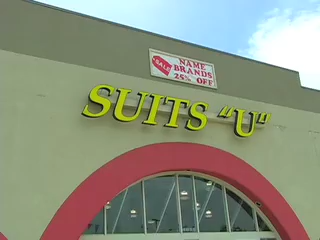 SALE
NAME
BRANDS
25% OFF
SUITS "U"